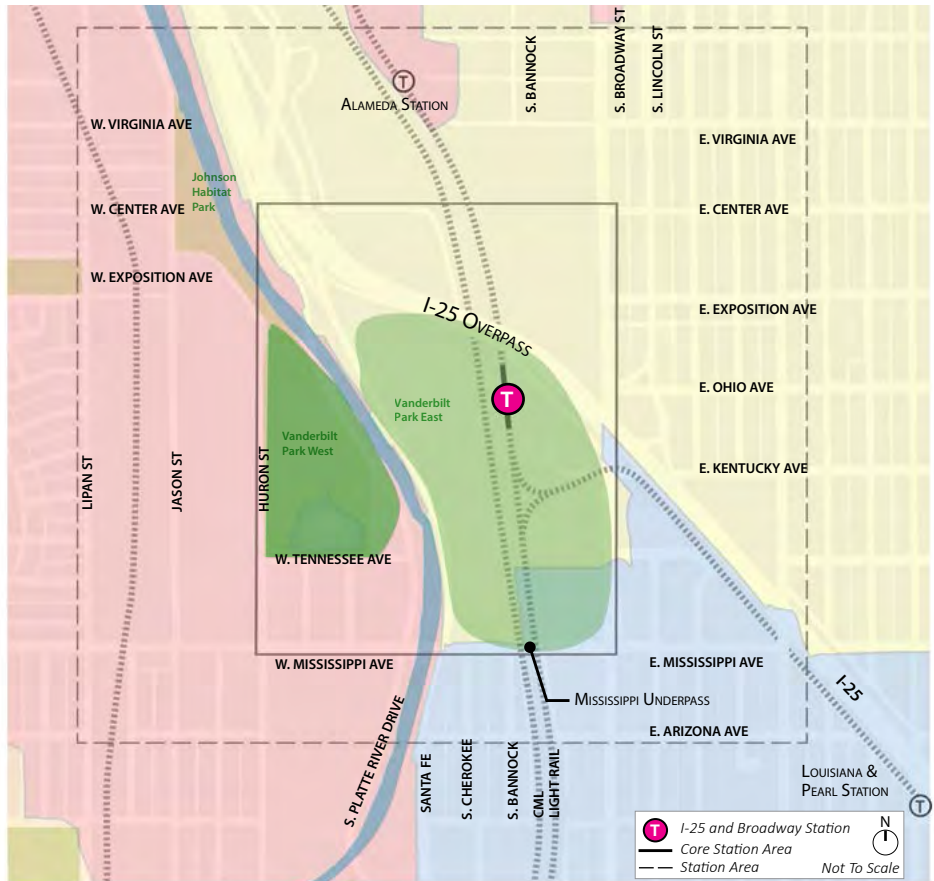 S. BANNOCK
S. BROADWAY ST
S. LINCOLN ST
T
ALAMEDA STATION
W. VIRGINIA AVE
E. VIRGINIA AVE
Johnson
Habitat
Park
W. CENTER AVE
E. CENTER AVE
W. EXPOSITION AVE
I-25 OVERPASS
E. EXPOSITION AVE
E. OHIO AVE
T
Vanderbilt
Park East
Vanderbilt
Park West
E. KENTUCKY AVE
LIPAN ST
JASON ST
HURON ST
W. TENNESSEE AVE
W. MISSISSIPPI AVE
E. MISSISSIPPI AVE
I-25
MISSISSIPPI UNDERPASS
E. ARIZONA AVE
S. PLATTE RIVER DRIVE
SANTA FE
S. CHEROKEE
S. BANNOCK
CML
LIGHT RAIL
LOUISIANA &
PEARL STATION
T
T I-25 and Broadway Station
Core Station Area
Station Area
N
Not To Scale